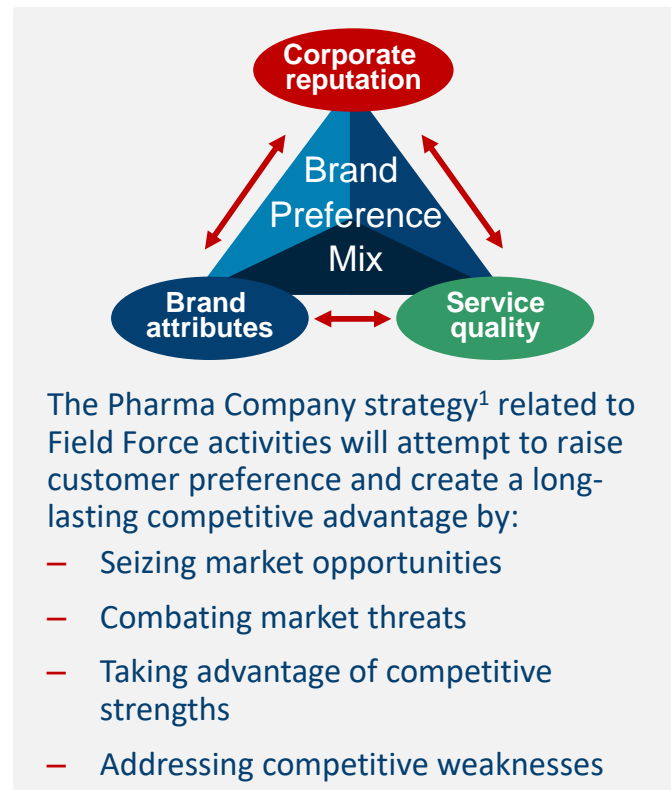 Corporate
reputation
Brand
Preference
Mix
Brand
attributes
Service
quality
The Pharma Company strategy¹ related to
Field Force activities will attempt to raise
customer preference and create a long-
lasting competitive advantage by:
– Seizing market opportunities
– Combating market threats
– Taking advantage of competitive
strengths
– Addressing competitive weaknesses